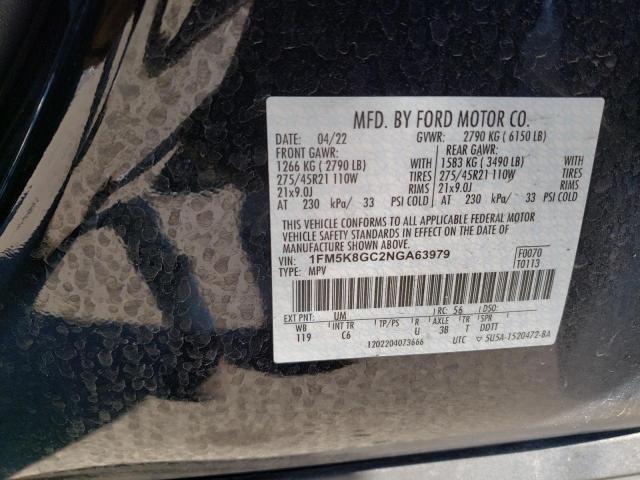 MFD. BY FORD MOTOR CO.
DATE: 04/22 GVWR: 2790 KG ( 6150 LB)
FRONT GAWR: REAR GAWR:
1266 KG ( 2790 LB) WITH 1583 KG ( 3490 LB) WITH
275/45R21 110W TIRES 275/45R21 110W TIRES
21x9.0J RIMS 21x9.0J RIMS
AT 230 kPa/ 33 PSI COLD AT 230 kPa/ 33 PSI COLD
THIS VEHICLE CONFORMS TO ALL APPLICABLE FEDERAL MOTOR
VEHICLE SAFETY STANDARDS IN EFFECT ON THE DATE OF
MANUFACTURE SHOWN ABOVE.
VIN: 1FM5K8GC2NGA63979 F0070
TYPE: MPV T0113
EXT PNT: UM RC: 56 DSO:
WB INT TR TP/PS R AXLE TR SPR
119 C6 U 3B T DDTT
1202204073666 UTC 5U5A-1520472-BA